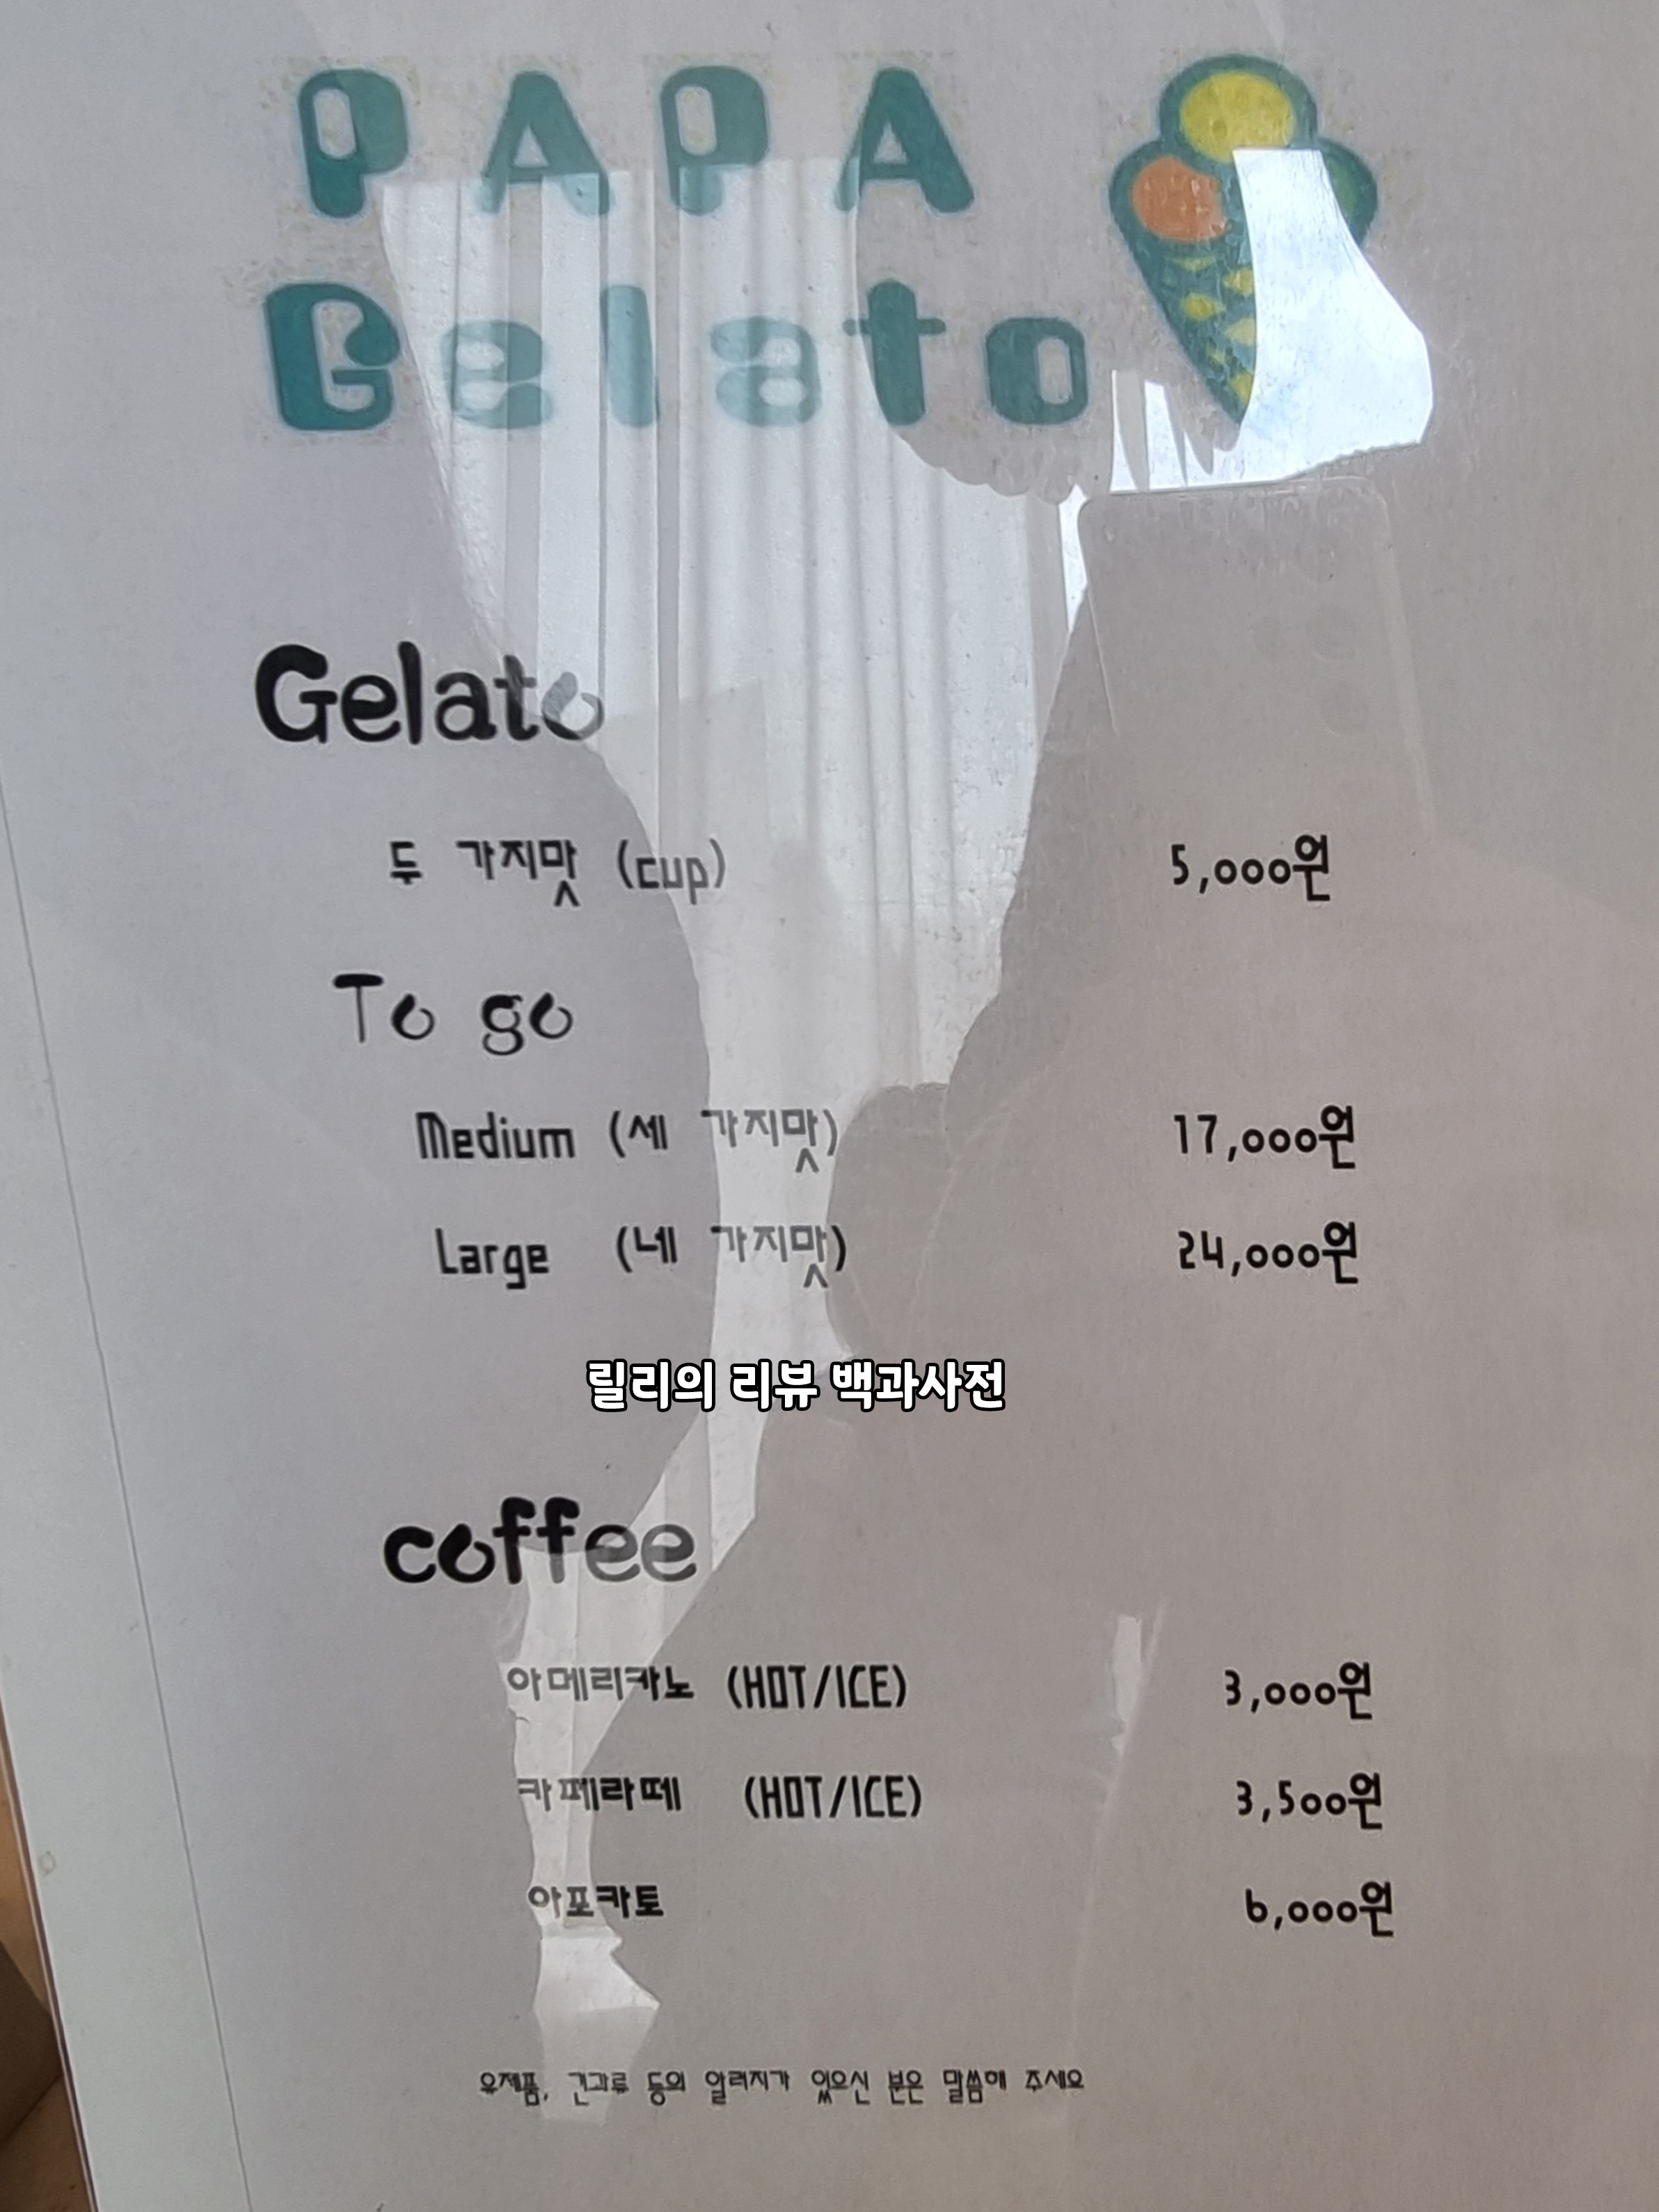 PAPA
Gelato
Gelato
두 가지맛 (cup) 5,000원
To go
Medium (세 가지맛) 17,000원
Large (네 가지맛) 24,000원
릴리의 리뷰 백과사전
coffee
아메리카노 (HOT/ICE) 3,000원
카페라떼 (HOT/ICE) 3,500원
아포카토 6,000원
유제품, 견과류 등의 알러지가 있으신 분은 말씀해 주세요